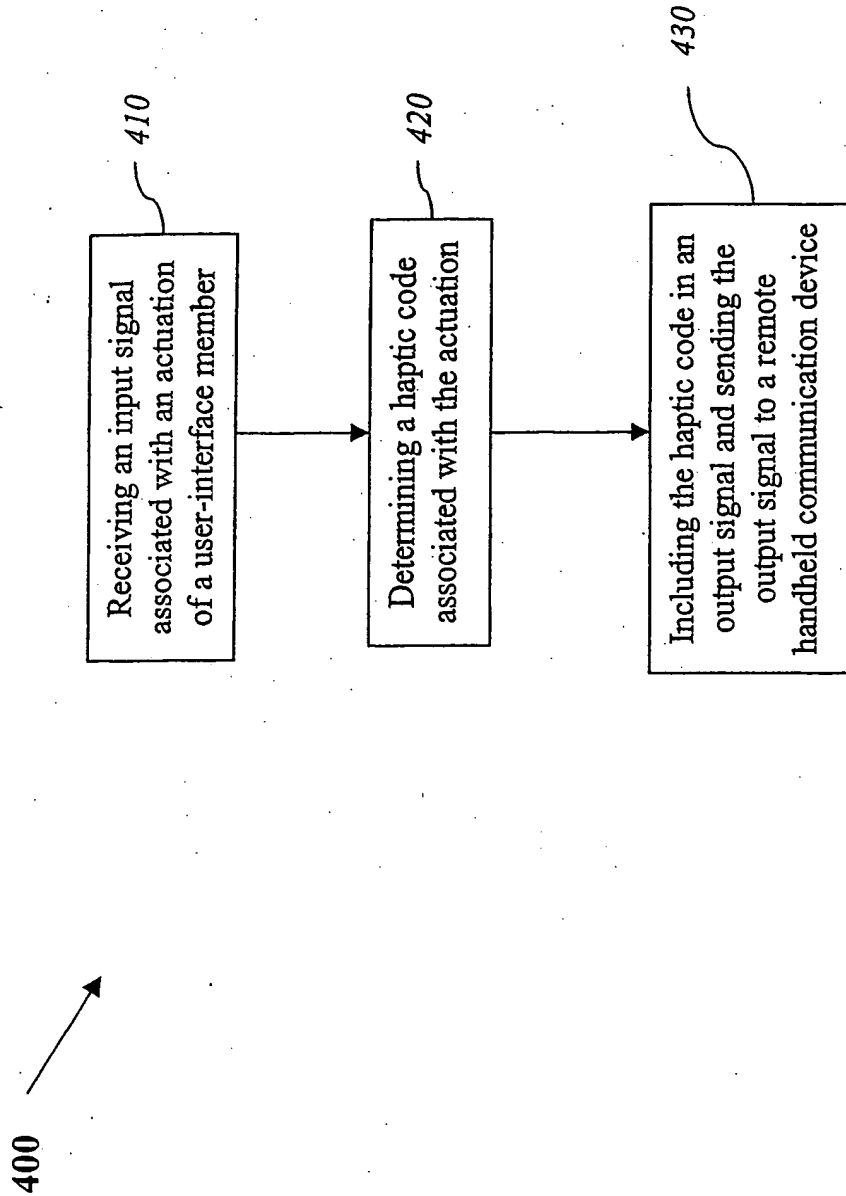 400
Receiving an input signal
associated with an actuation
of a user-interface member
410
Determining a haptic code
associated with the actuation
420
Including the haptic code in an
output signal and sending the
output signal to a remote
handheld communication device
430